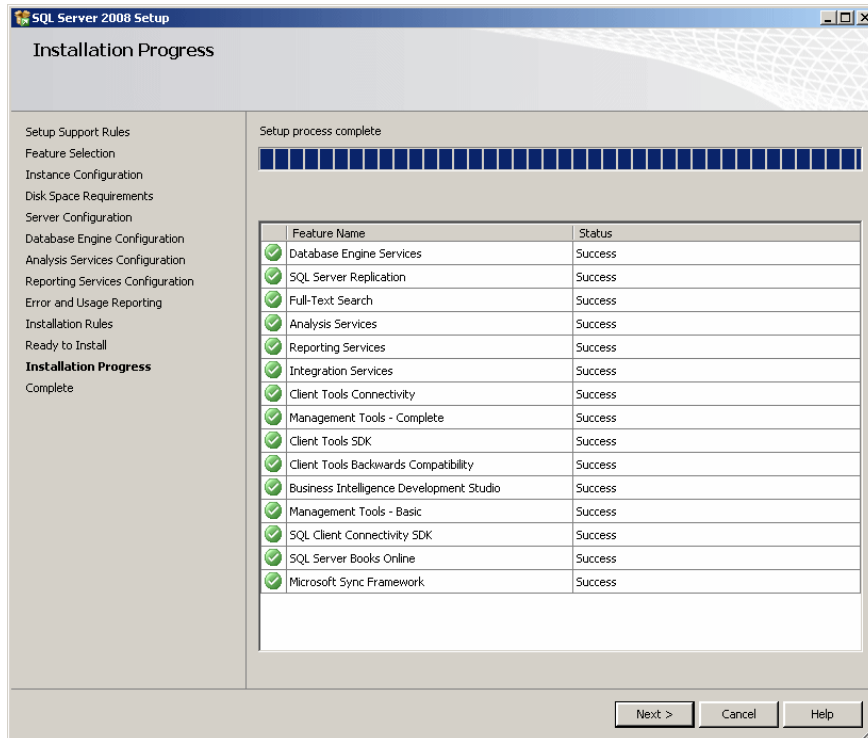 SQL Server 2008 Setup
Installation Progress
Setup Support Rules
Feature Selection
Instance Configuration
Disk Space Requirements
Server Configuration
Database Engine Configuration
Analysis Services Configuration
Reporting Services Configuration
Error and Usage Reporting
Installation Rules
Ready to Install
Installation Progress
Complete
Setup process complete
Feature Name Status
Database Engine Services Success
SQL Server Replication Success
Full-Text Search Success
Analysis Services Success
Reporting Services Success
Integration Services Success
Client Tools Connectivity Success
Management Tools - Complete Success
Client Tools SDK Success
Client Tools Backwards Compatibility Success
Business Intelligence Development Studio Success
Management Tools - Basic Success
SQL Client Connectivity SDK Success
SQL Server Books Online Success
Microsoft Sync Framework Success
Next > Cancel Help